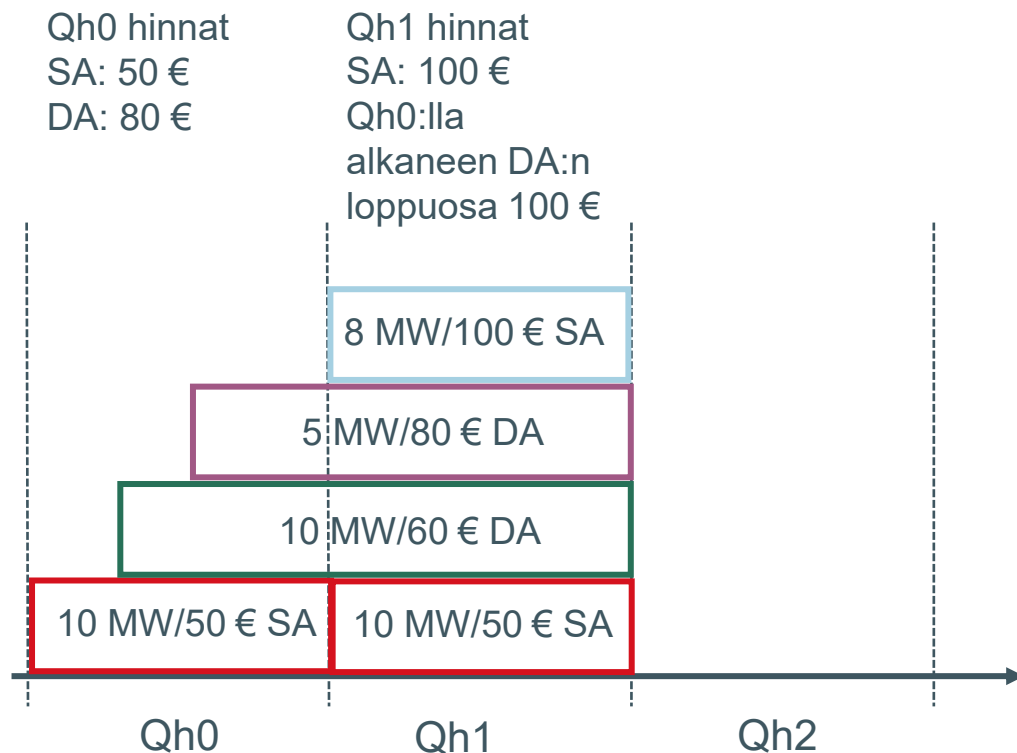 Qh0 hinnat
SA: 50 €
DA: 80 €
Qh1 hinnat
SA: 100 €
Qh0:lla
alkaneen DA:n
loppuosa 100 €
8 MW/100 € SA
5 MW/80 € DA
10 MW/60 € DA
10 MW/50 € SA
10 MW/50 € SA
Qh0
Qh1
Qh2